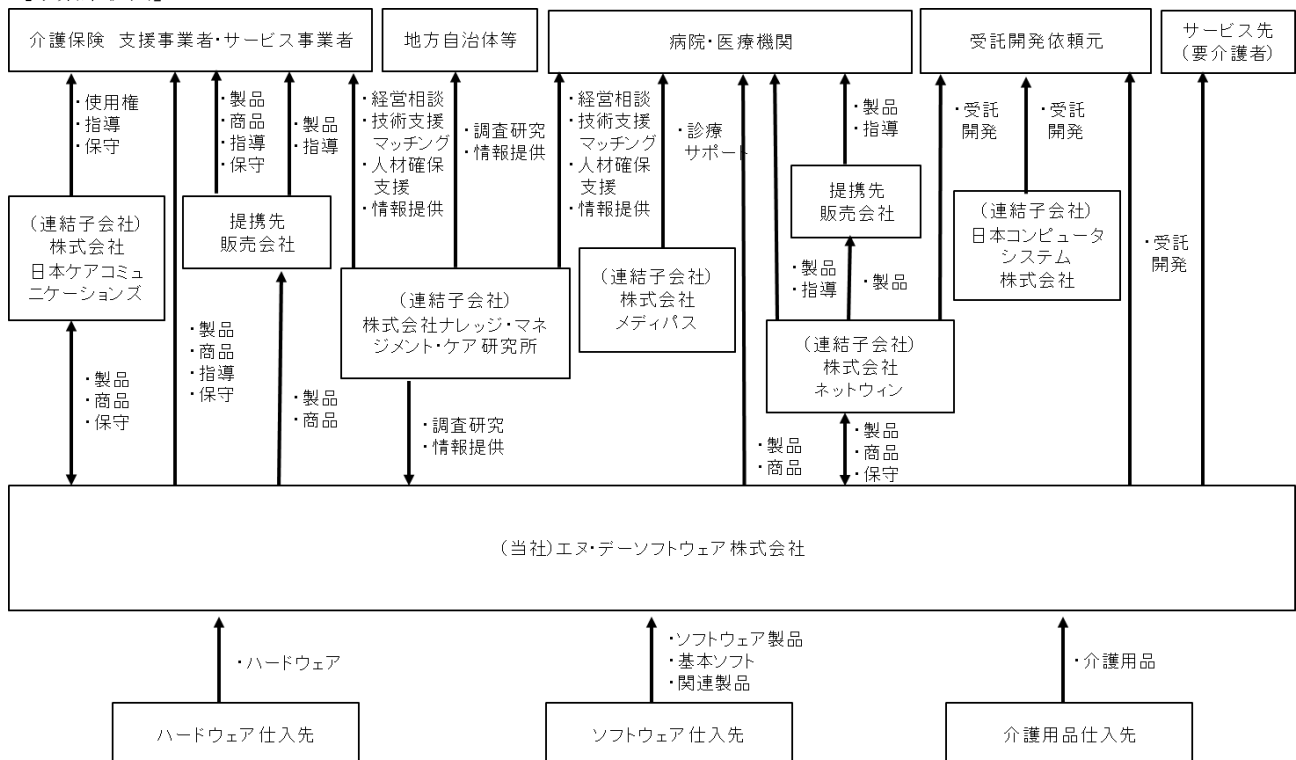 介護保険 支援事業者・サービス事業者
地方自治体等
病院・医療機関
受託開発依頼元
サービス先
(要介護者)
・使用権
・指導
・保守
・製品
・商品
・指導
・保守
・製品
・指導
・経営相談
・技術支援
マッチング
・人材確保
支援
・情報提供
・調査研究
・情報提供
・経営相談
・技術支援
マッチング
・人材確保
支援
・情報提供
・診療
サポート
・製品
・指導
・受託
開発
・受託
開発
(連結子会社)
株式会社
日本ケアコミュ
ニケーションズ
提携先
販売会社
(連結子会社)
株式会社ナレッジ・マネ
ジメント・ケア研究所
(連結子会社)
株式会社
メディパス
提携先
販売会社
(連結子会社)
日本コンピュータ
システム
株式会社
・受託
開発
・製品
・指導
・製品
(連結子会社)
株式会社
ネットウィン
・製品
・商品
・保守
・製品
・商品
・指導
・保守
・製品
・商品
・調査研究
・情報提供
・製品
・商品
・製品
・商品
・保守
(当社)エヌ・デーソフトウェア株式会社
・ハードウェア
・ソフトウェア製品
・基本ソフト
・関連製品
・介護用品
ハードウェア仕入先
ソフトウェア仕入先
介護用品仕入先